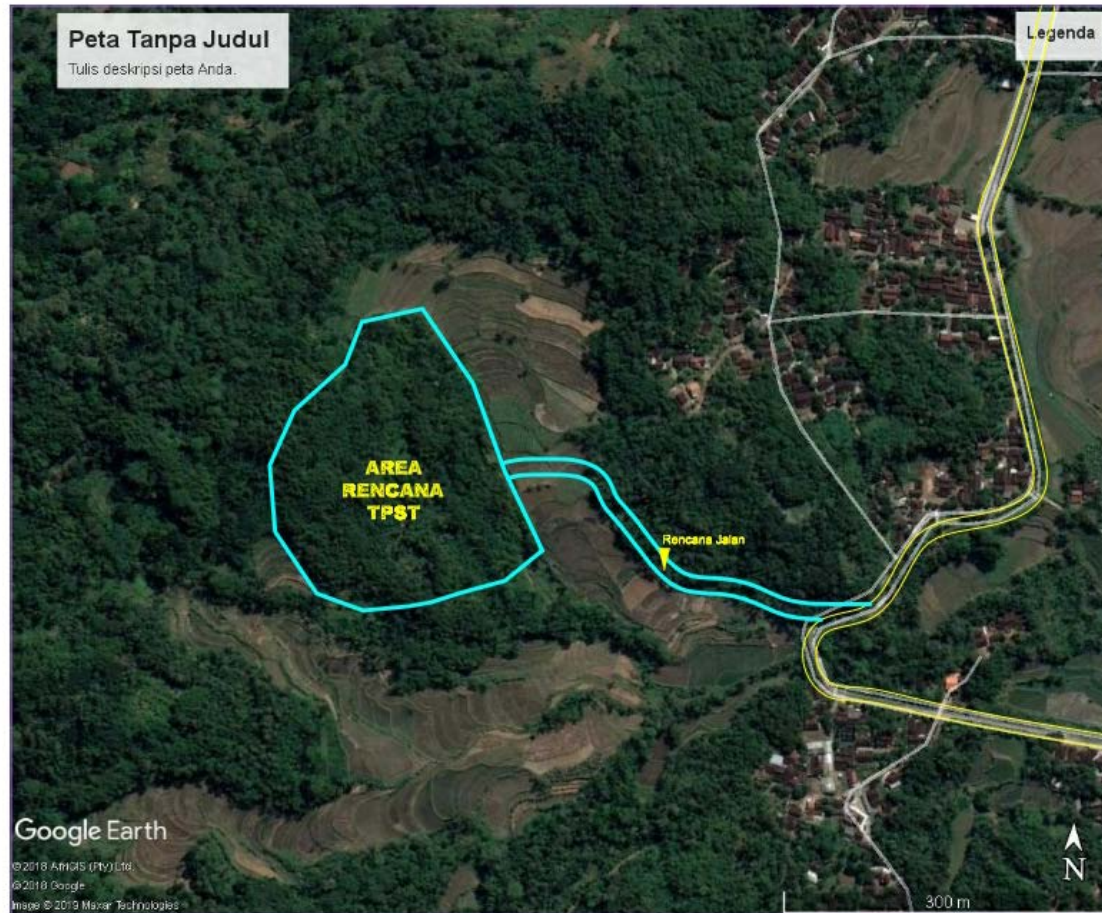 Peta Tanpa Judul
Tulis deskripsi peta Anda.
Legenda
AREA
RENCANA
TPST
Rencana Jalan
Google Earth
© 2018 AfriGIS (Pty) Ltd.
© 2018 Google
Image © 2019 Maxar Technologies
N
300 m